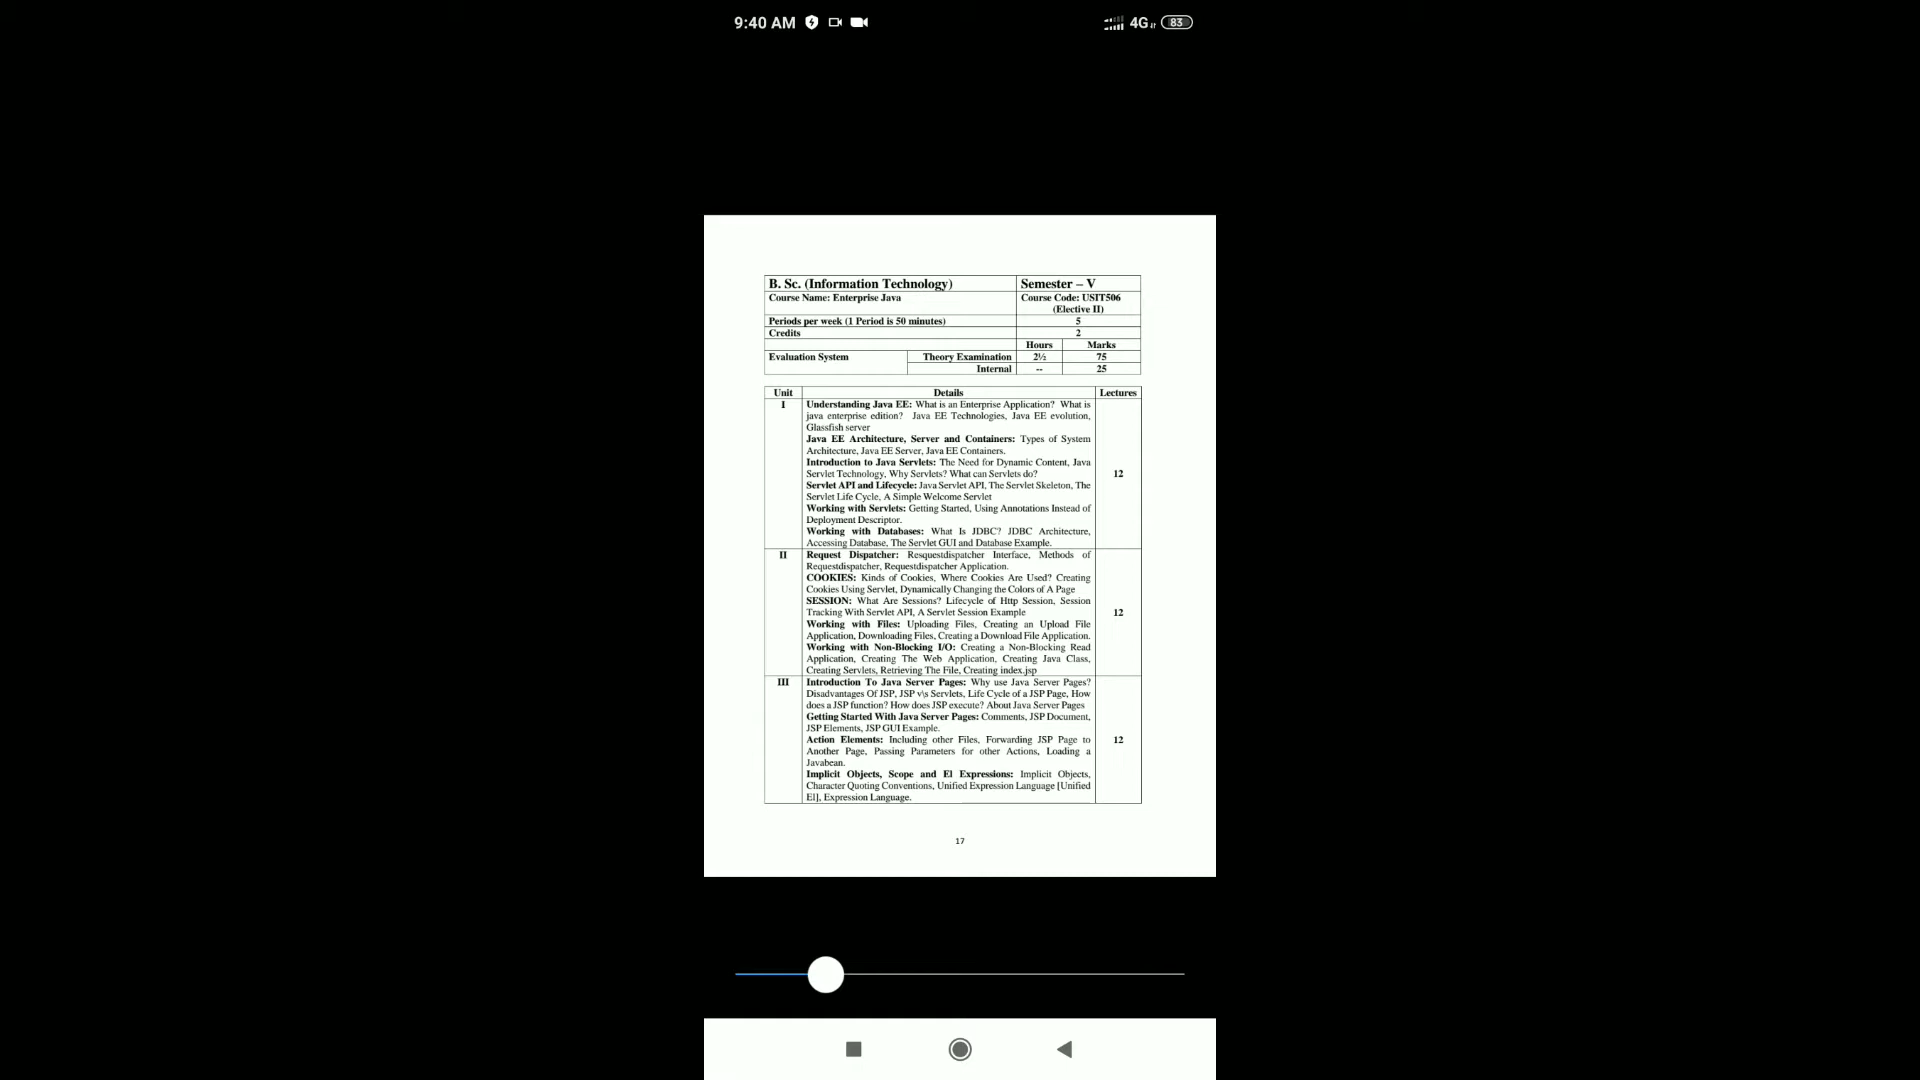 9:40 AM 4G 83
B. Sc. (Information Technology) Semester – V
Course Name: Enterprise Java Course Code: USIT506
(Elective II)
Periods per week (1 Period is 50 minutes) 5
Credits 2
Hours Marks
Evaluation System Theory Examination 2½ 75
Internal -- 25
Unit Details Lectures
I Understanding Java EE: What is an Enterprise Application? What is
java enterprise edition? Java EE Technologies, Java EE evolution,
Glassfish server
Java EE Architecture, Server and Containers: Types of System
Architecture, Java EE Server, Java EE Containers.
Introduction to Java Servlets: The Need for Dynamic Content, Java
Servlet Technology, Why Servlets? What can Servlets do? 12
Servlet API and Lifecycle: Java Servlet API, The Servlet Skeleton, The
Servlet Life Cycle, A Simple Welcome Servlet
Working with Servlets: Getting Started, Using Annotations Instead of
Deployment Descriptor.
Working with Databases: What Is JDBC? JDBC Architecture,
Accessing Database, The Servlet GUI and Database Example.
II Request Dispatcher: Resquestdispatcher Interface, Methods of
Requestdispatcher, Requestdispatcher Application.
COOKIES: Kinds of Cookies, Where Cookies Are Used? Creating
Cookies Using Servlet, Dynamically Changing the Colors of A Page
SESSION: What Are Sessions? Lifecycle of Http Session, Session
Tracking With Servlet API, A Servlet Session Example 12
Working with Files: Uploading Files, Creating an Upload File
Application, Downloading Files, Creating a Download File Application.
Working with Non-Blocking I/O: Creating a Non-Blocking Read
Application, Creating The Web Application, Creating Java Class,
Creating Servlets, Retrieving The File, Creating index.jsp
III Introduction To Java Server Pages: Why use Java Server Pages?
Disadvantages Of JSP, JSP v\s Servlets, Life Cycle of a JSP Page, How
does a JSP function? How does JSP execute? About Java Server Pages
Getting Started With Java Server Pages: Comments, JSP Document,
JSP Elements, JSP GUI Example.
Action Elements: Including other Files, Forwarding JSP Page to 12
Another Page, Passing Parameters for other Actions, Loading a
Javabean.
Implicit Objects, Scope and El Expressions: Implicit Objects,
Character Quoting Conventions, Unified Expression Language [Unified
El], Expression Language.
17